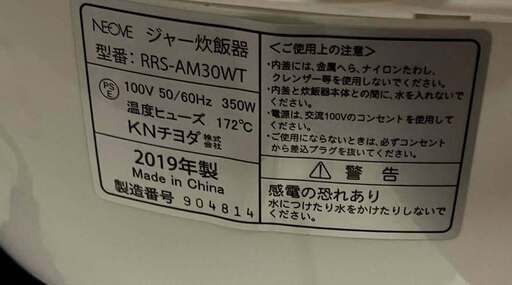 NEOVE ジャー炊飯器
型番: RRS-AM30WT
PS
E
100V 50/60Hz 350W
温度ヒューズ 172℃
KNチヨダ株式会社
2019年製
Made in China
製造番号 904814
<ご使用上の注意>
・内釜には、金属へら、ナイロンたわし、
クレンザー等を使用しないでください。
・内釜と炊飯器本体との間に、水を入れないで
ください。
・電源は、交流100Vのコンセントを使用して
ください。
・ご使用にならないときは、必ずコンセント
から差込プラグを抜いてください。
警告
感電の恐れあり
水につけたり水をかけたりしないで
ください。